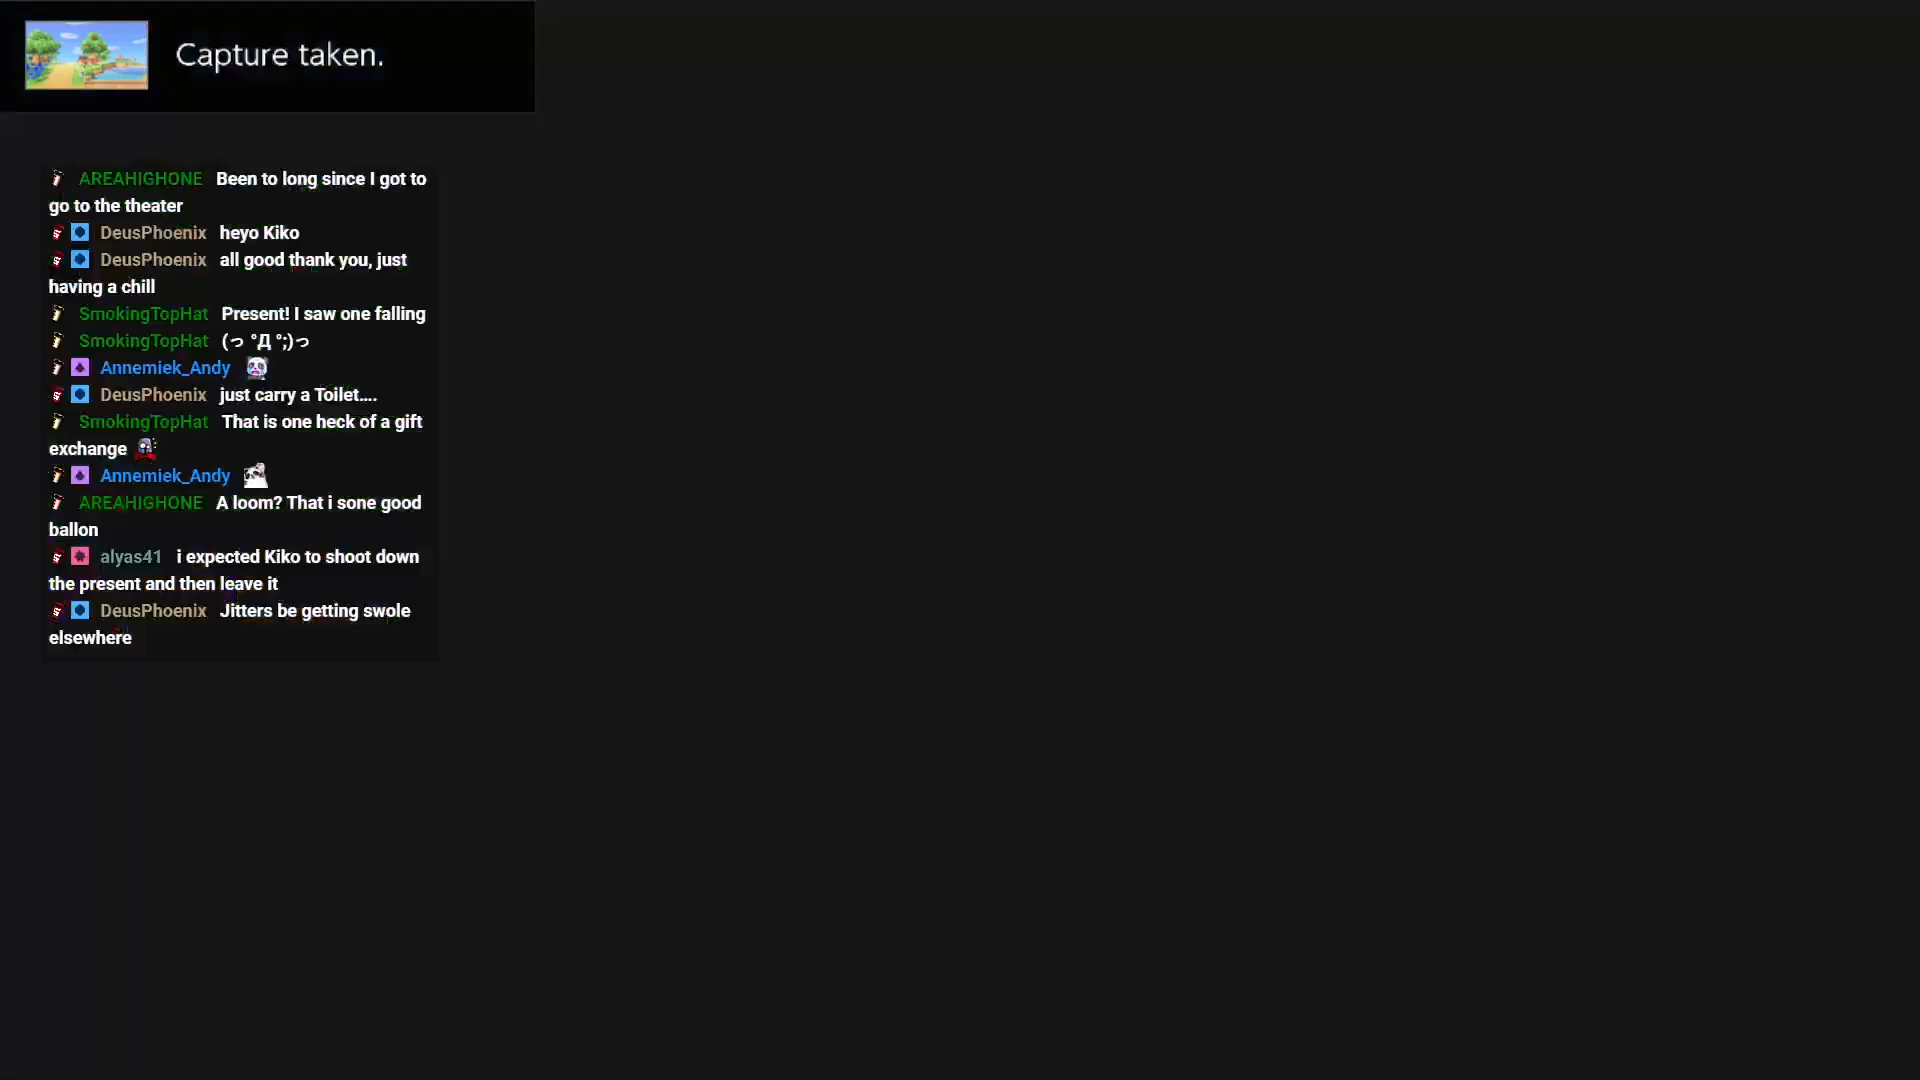 Capture taken.
AREAHIGHONE Been to long since I got to
go to the theater
DeusPhoenix heyo Kiko
DeusPhoenix all good thank you, just
having a chill
SmokingTopHat Present! I saw one falling
SmokingTopHat (っ °Д °;)っ
Annemiek_Andy
DeusPhoenix just carry a Toilet....
SmokingTopHat That is one heck of a gift
exchange
Annemiek_Andy
AREAHIGHONE A loom? That i sone good
ballon
alyas41 i expected Kiko to shoot down
the present and then leave it
DeusPhoenix Jitters be getting swole
elsewhere